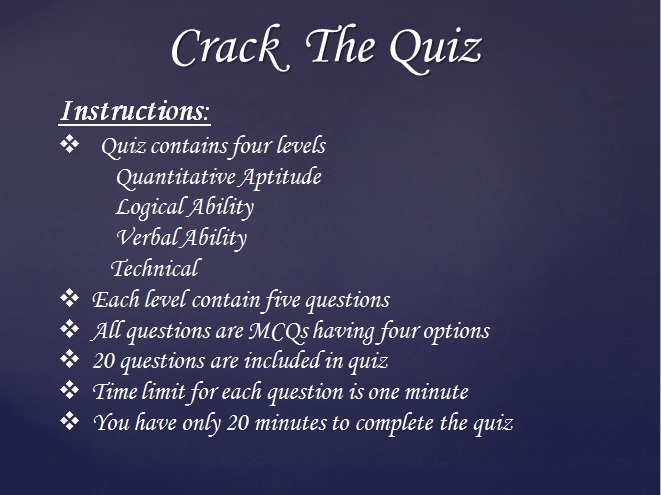 Crack The Quiz
Instructions:
❖ Quiz contains four levels
Quantitative Aptitude
Logical Ability
Verbal Ability
Technical
❖ Each level contain five questions
❖ All questions are MCQs having four options
❖ 20 questions are included in quiz
❖ Time limit for each question is one minute
❖ You have only 20 minutes to complete the quiz